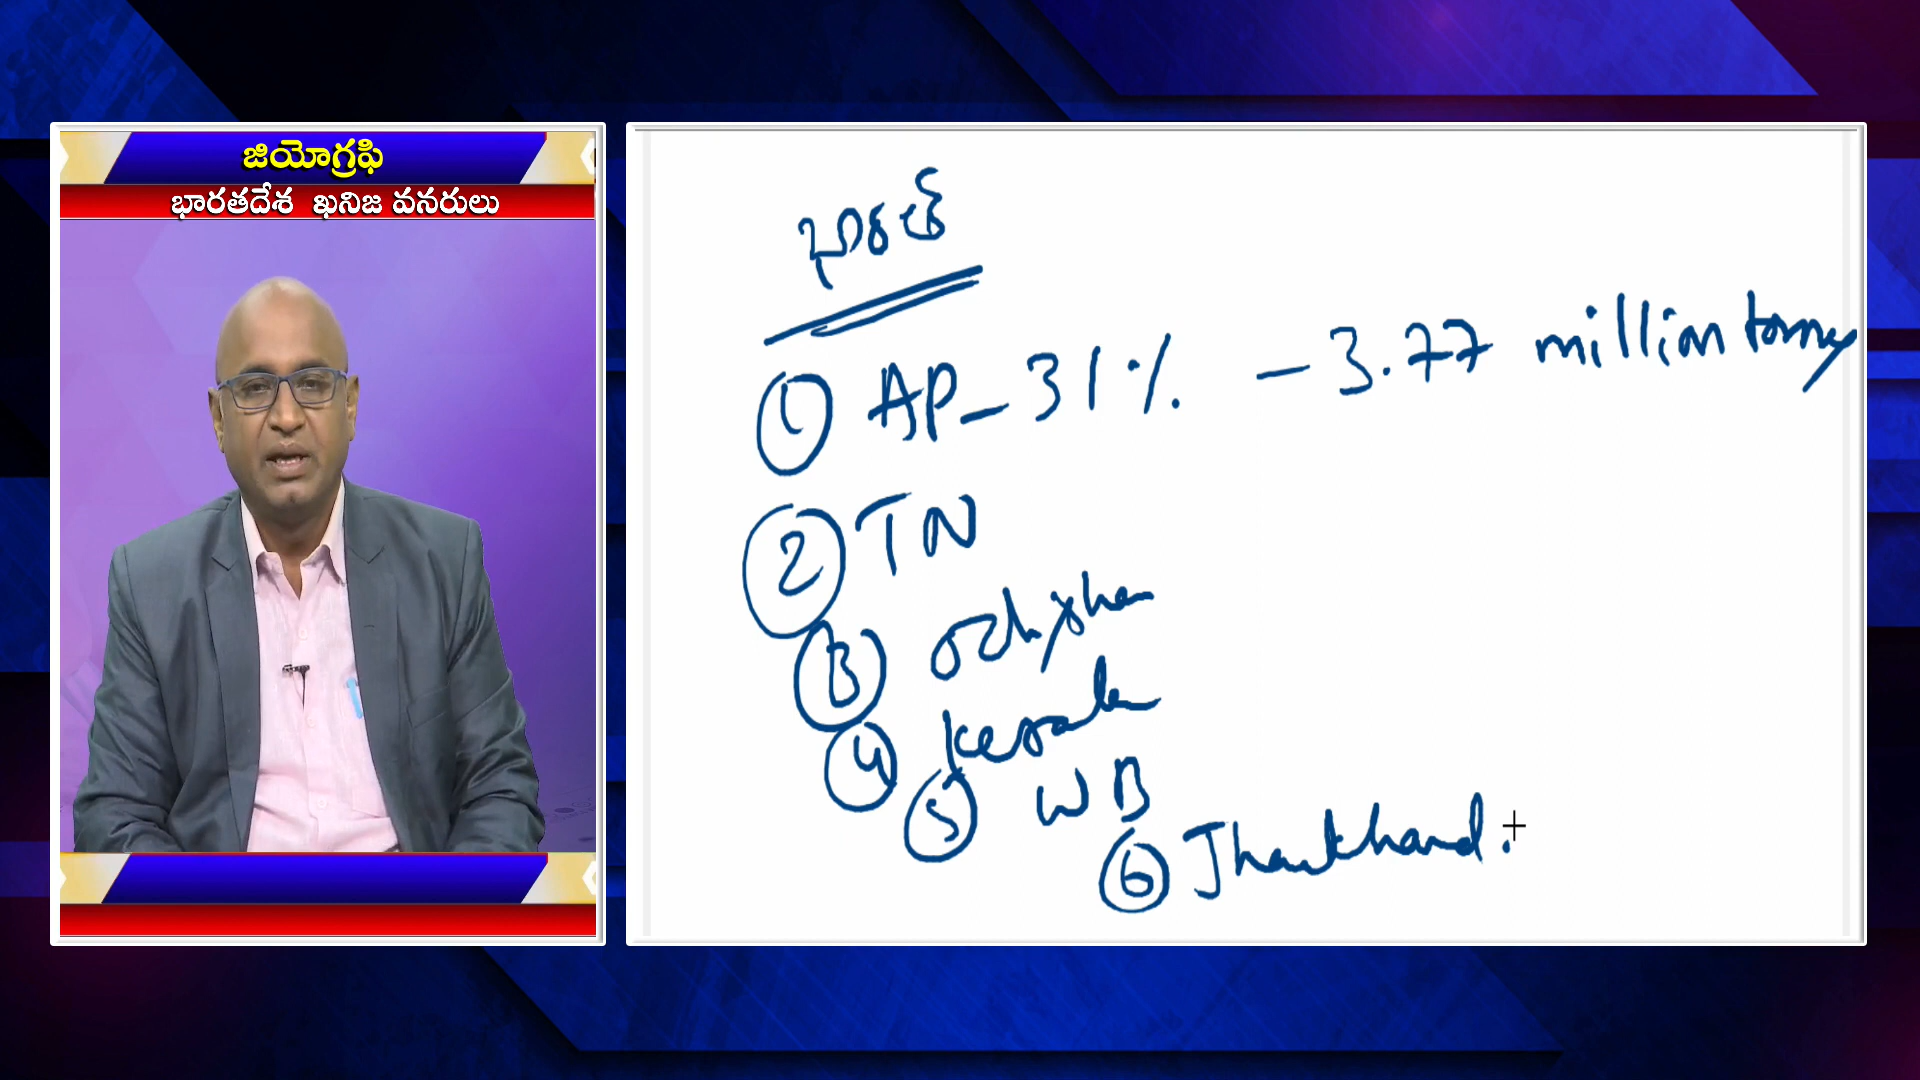 జియోగ్రఫి
భారతదేశ ఖనిజ వనరులు
భారత్
1 AP - 31% - 3.77 million tonnes
2 TN
3 Odisha
4 Kerala
5 WB
6 Jharkhand.